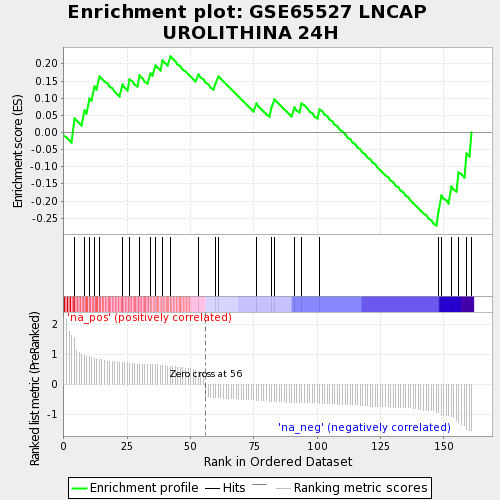 Enrichment plot: GSE65527 LNCAP
UROLITHINA 24H
Enrichment score (ES)
0.20
0.15
0.10
0.05
0.00
-0.05
-0.10
-0.15
-0.20
-0.25
Ranked list metric (PreRanked)
2
1
0
-1
'na_pos' (positively correlated)
Zero cross at 56
'na_neg' (negatively correlated)
0
25
50
75
100
125
150
Rank in Ordered Dataset
Enrichment profile
Hits
Ranking metric scores